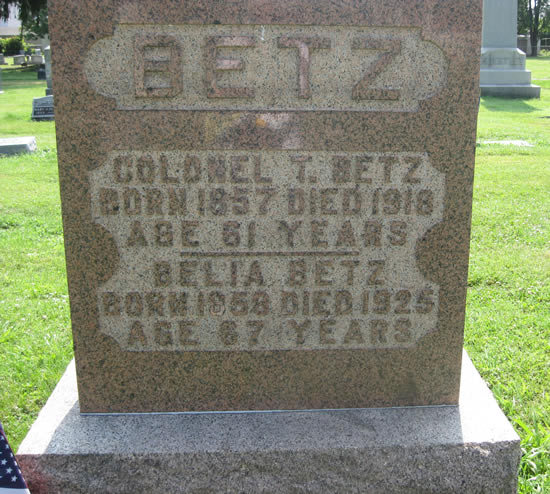 BETZ
COLONEL T. BETZ
BORN 1857 DIED 1918
AGE 61 YEARS
BELIA BETZ
BORN 1858 DIED 1925
AGE 67 YEARS